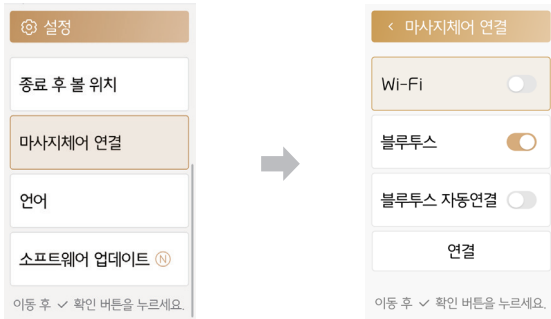 설정
종료 후 볼 위치
마사지체어 연결
언어
소프트웨어 업데이트 N
이동 후 ✓ 확인 버튼을 누르세요.
< 마사지체어 연결
Wi-Fi
블루투스
블루투스 자동연결
연결
이동 후 ✓ 확인 버튼을 누르세요.